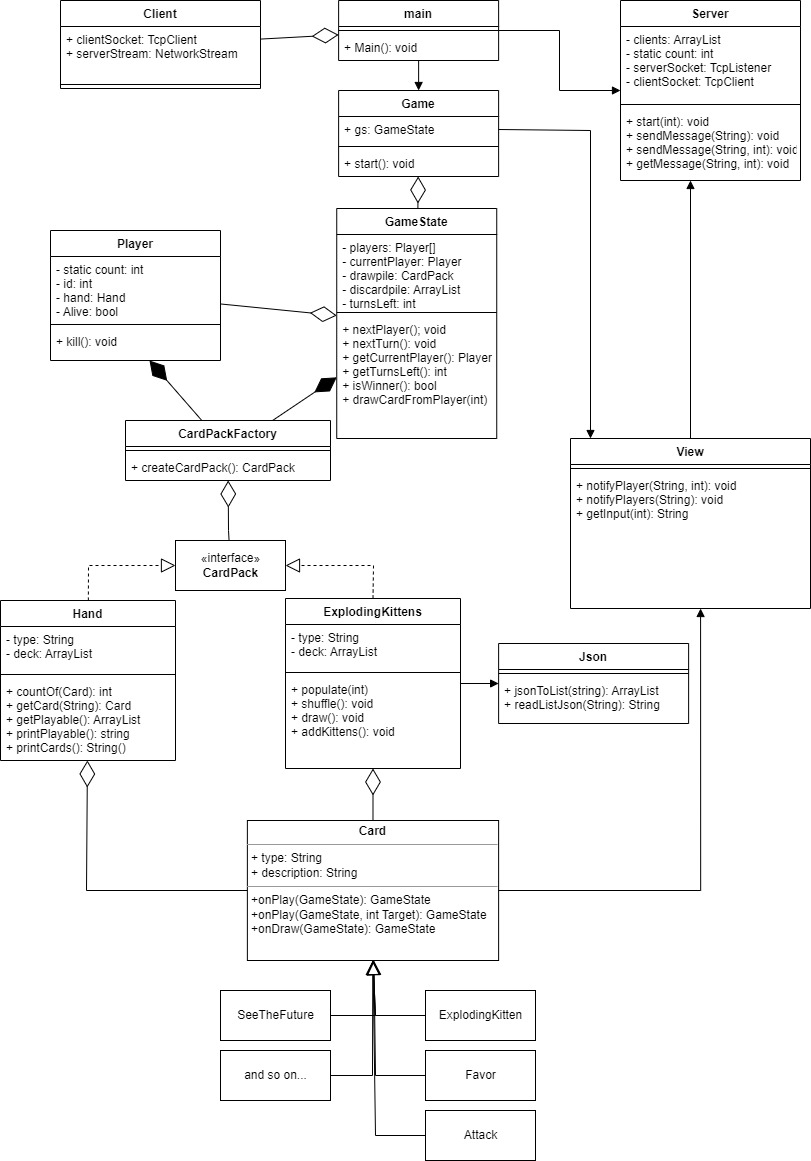 Client
+ clientSocket: TcpClient
+ serverStream: NetworkStream
main
+ Main(): void
Server
- clients: ArrayList
- static count: int
- serverSocket: TcpListener
- clientSocket: TcpClient
+ start(int): void
+ sendMessage(String): void
+ sendMessage(String, int): void
+ getMessage(String, int): void
Game
+ gs: GameState
+ start(): void
GameState
- players: Player[]
- currentPlayer: Player
- drawpile: CardPack
- discardpile: ArrayList
- turnsLeft: int
+ nextPlayer(); void
+ nextTurn(): void
+ getCurrentPlayer(): Player
+ getTurnsLeft(): int
+ isWinner(): bool
+ drawCardFromPlayer(int)
Player
- static count: int
- id: int
- hand: Hand
- Alive: bool
+ kill(): void
CardPackFactory
+ createCardPack(): CardPack
View
+ notifyPlayer(String, int): void
+ notifyPlayers(String): void
+ getInput(int): String
«interface»
CardPack
Hand
- type: String
- deck: ArrayList
+ countOf(Card): int
+ getCard(String): Card
+ getPlayable(): ArrayList
+ printPlayable(): string
+ printCards(): String()
ExplodingKittens
- type: String
- deck: ArrayList
+ populate(int)
+ shuffle(): void
+ draw(): void
+ addKittens(): void
Json
+ jsonToList(string): ArrayList
+ readListJson(String): String
Card
+ type: String
+ description: String
+onPlay(GameState): GameState
+onPlay(GameState, int Target): GameState
+onDraw(GameState): GameState
SeeTheFuture
ExplodingKitten
and so on...
Favor
Attack